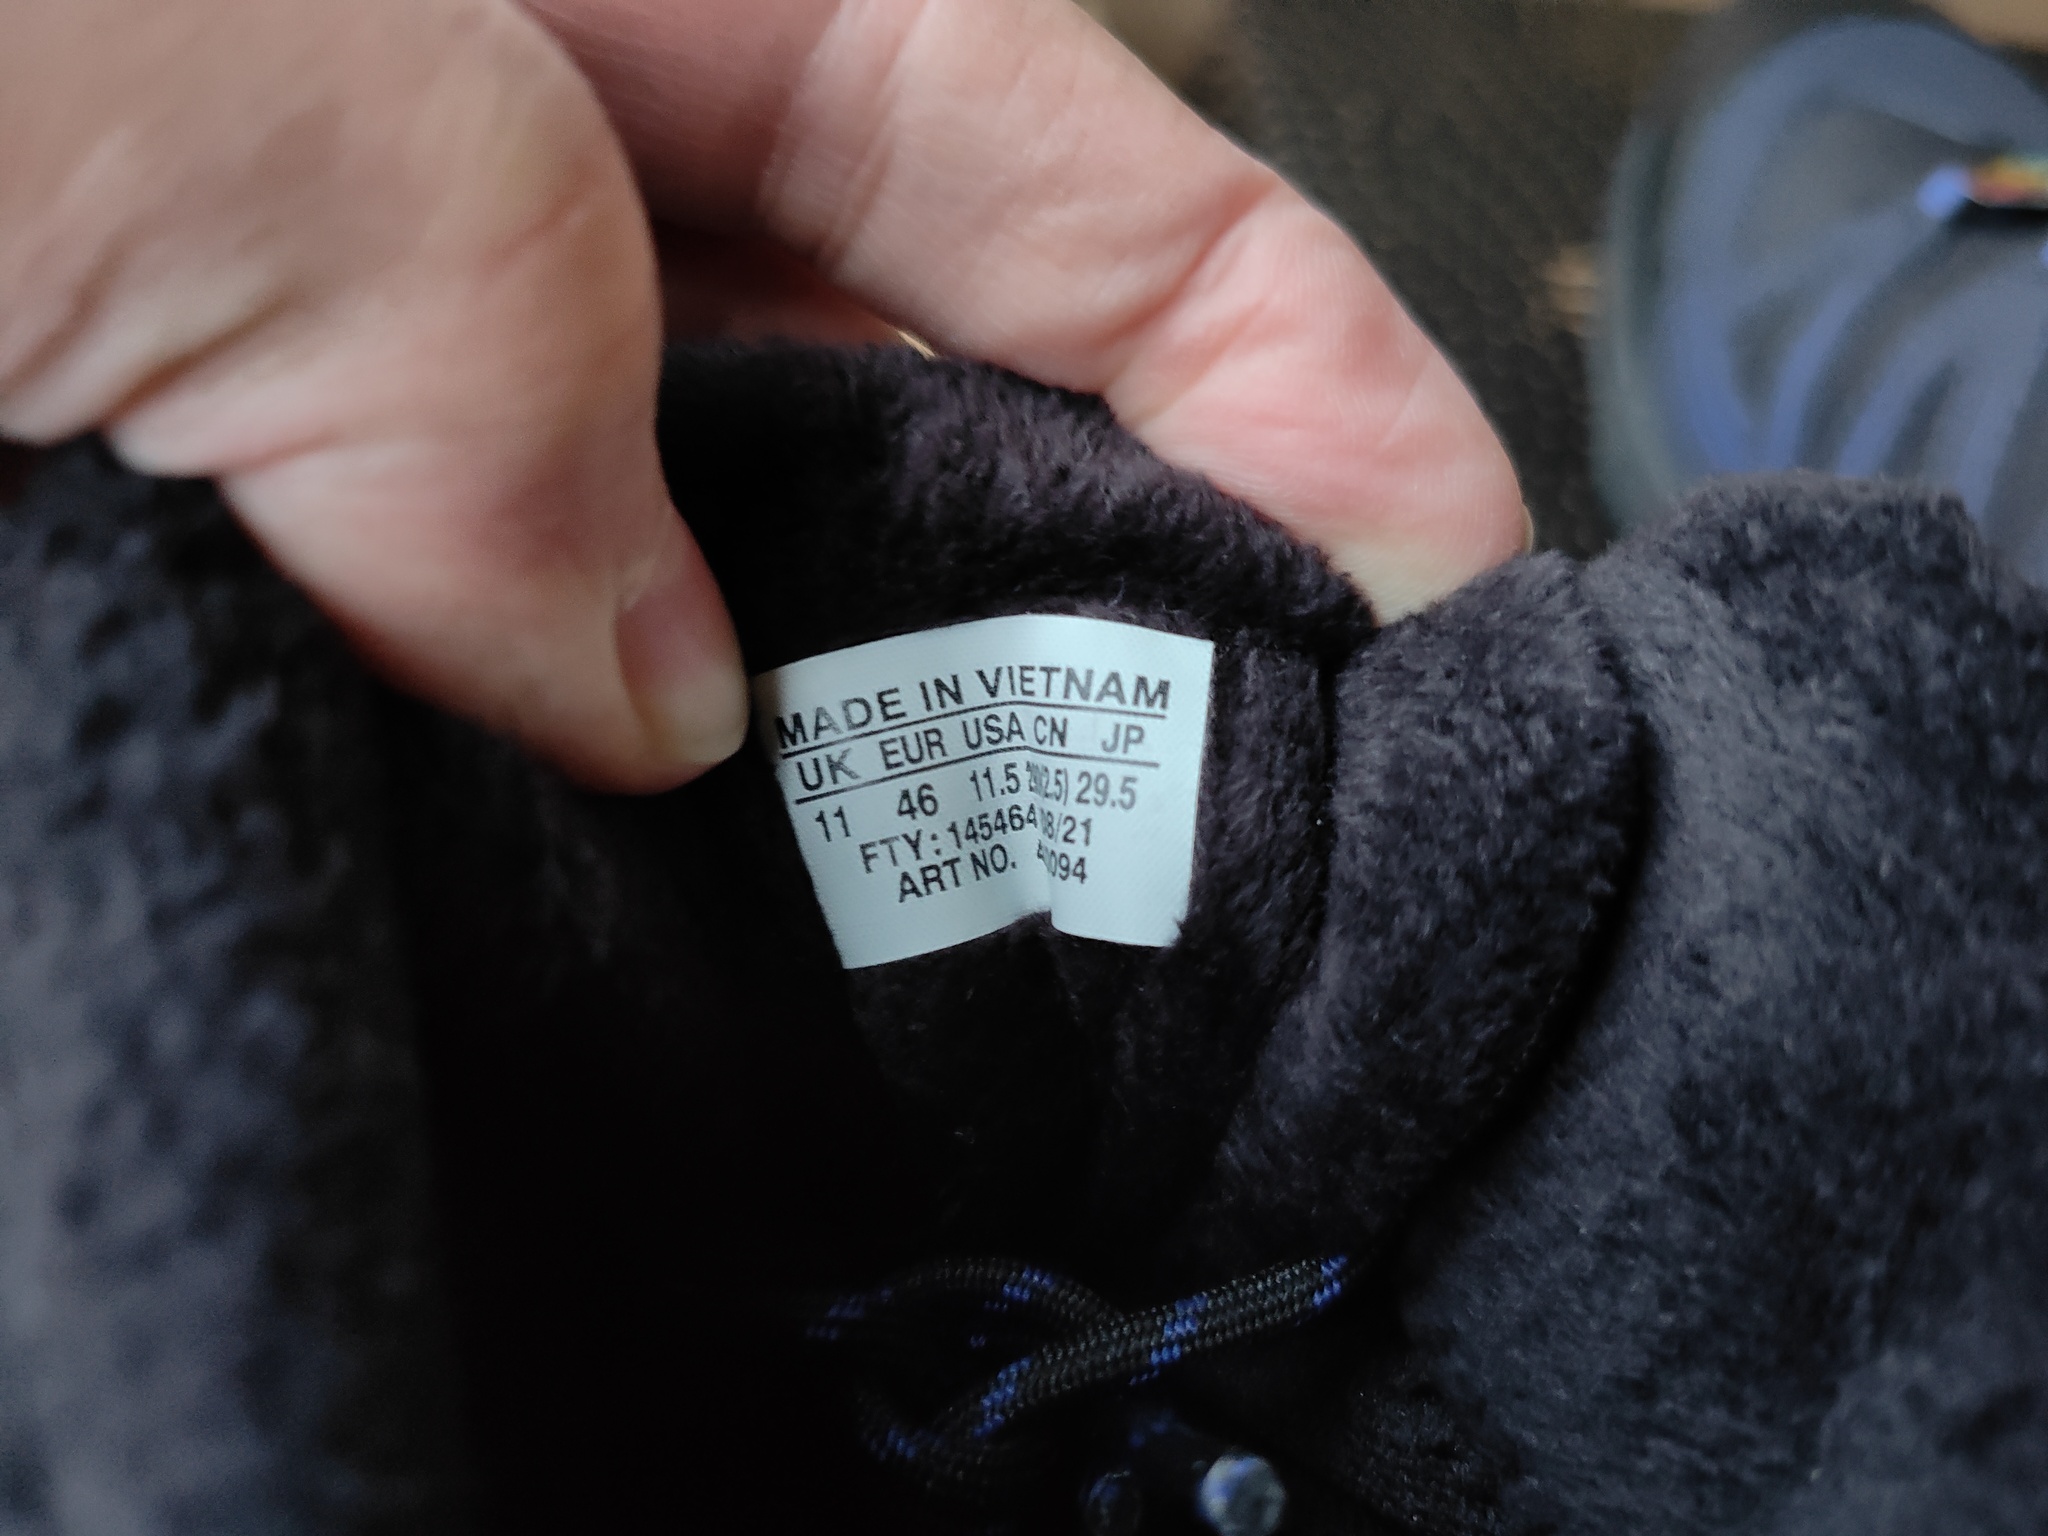 MADE IN VIETNAM
UK EUR USA CN JP
11 46 11.5 29.5
FTY: 08/21
ART NO.